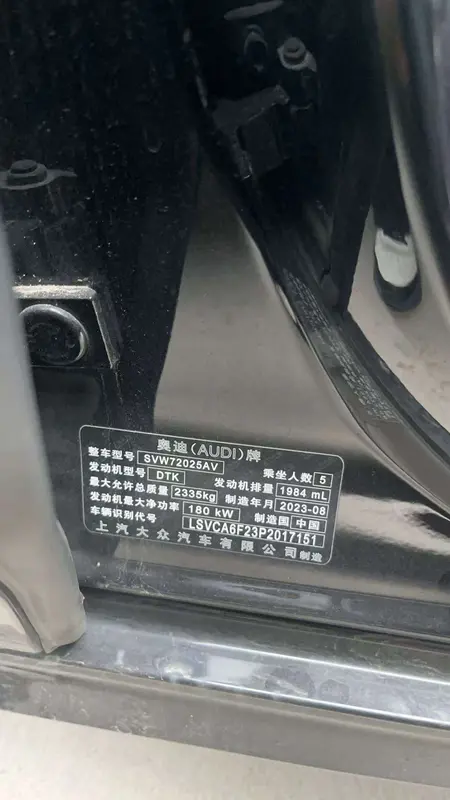 奥迪(AUDI)牌
整车型号 SVW72025AV 乘坐人数 5
发动机型号 DTK 发动机排量 1984 mL
最大允许总质量 2335kg 制造年月 2023-08
发动机最大净功率 180 kW 制造国 中国
车辆识别代号 LSVCA6F23P2017151
上汽大众汽车有限公司制造